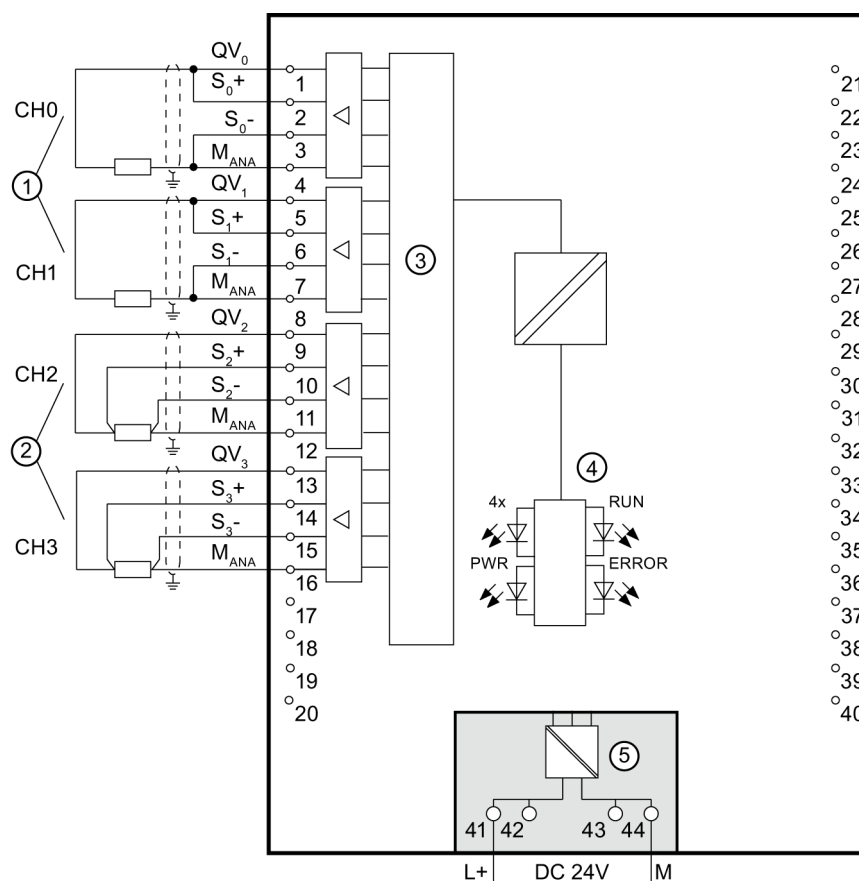 QV0
S0+
S0-
MANA
CH0
1
QV1
S1+
S1-
MANA
CH1
QV2
S2+
S2-
MANA
CH2
2
QV3
S3+
S3-
MANA
CH3
1
2
3
4
5
6
7
8
9
10
11
12
13
14
15
16
17
18
19
20
3
4
4x
RUN
PWR
ERROR
21
22
23
24
25
26
27
28
29
30
31
32
33
34
35
36
37
38
39
40
5
41 42 43 44
L+ DC 24V M